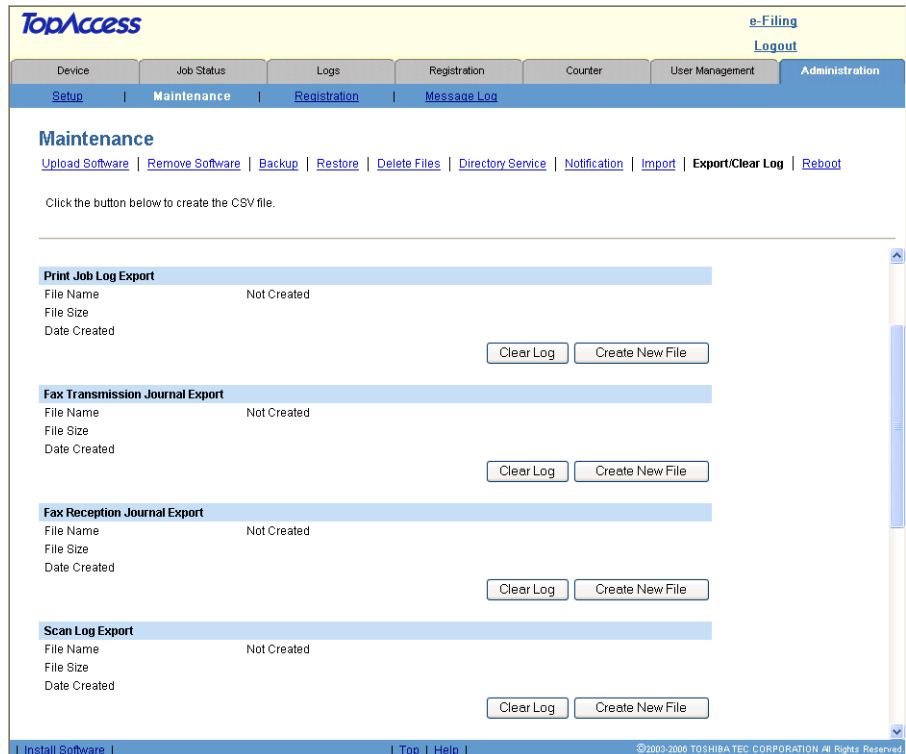 TopAccess
e-Filing
Logout
Device Job Status Logs Registration Counter User Management Administration
Setup | Maintenance | Registration | Message Log
Maintenance
Upload Software | Remove Software | Backup | Restore | Delete Files | Directory Service | Notification | Import | Export/Clear Log | Reboot
Click the button below to create the CSV file.
Print Job Log Export
File Name Not Created
File Size
Date Created
Clear Log Create New File
Fax Transmission Journal Export
File Name Not Created
File Size
Date Created
Clear Log Create New File
Fax Reception Journal Export
File Name Not Created
File Size
Date Created
Clear Log Create New File
Scan Log Export
File Name Not Created
File Size
Date Created
Clear Log Create New File
| Install Software | | Top | Help | ©2003-2006 TOSHIBA TEC CORPORATION All Rights Reserved.